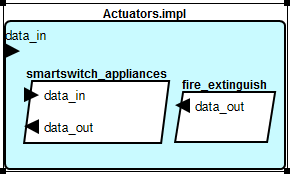 Actuators.impl
data_in
smartswitch_appliances
data_in
data_out
fire_extinguish
data_out